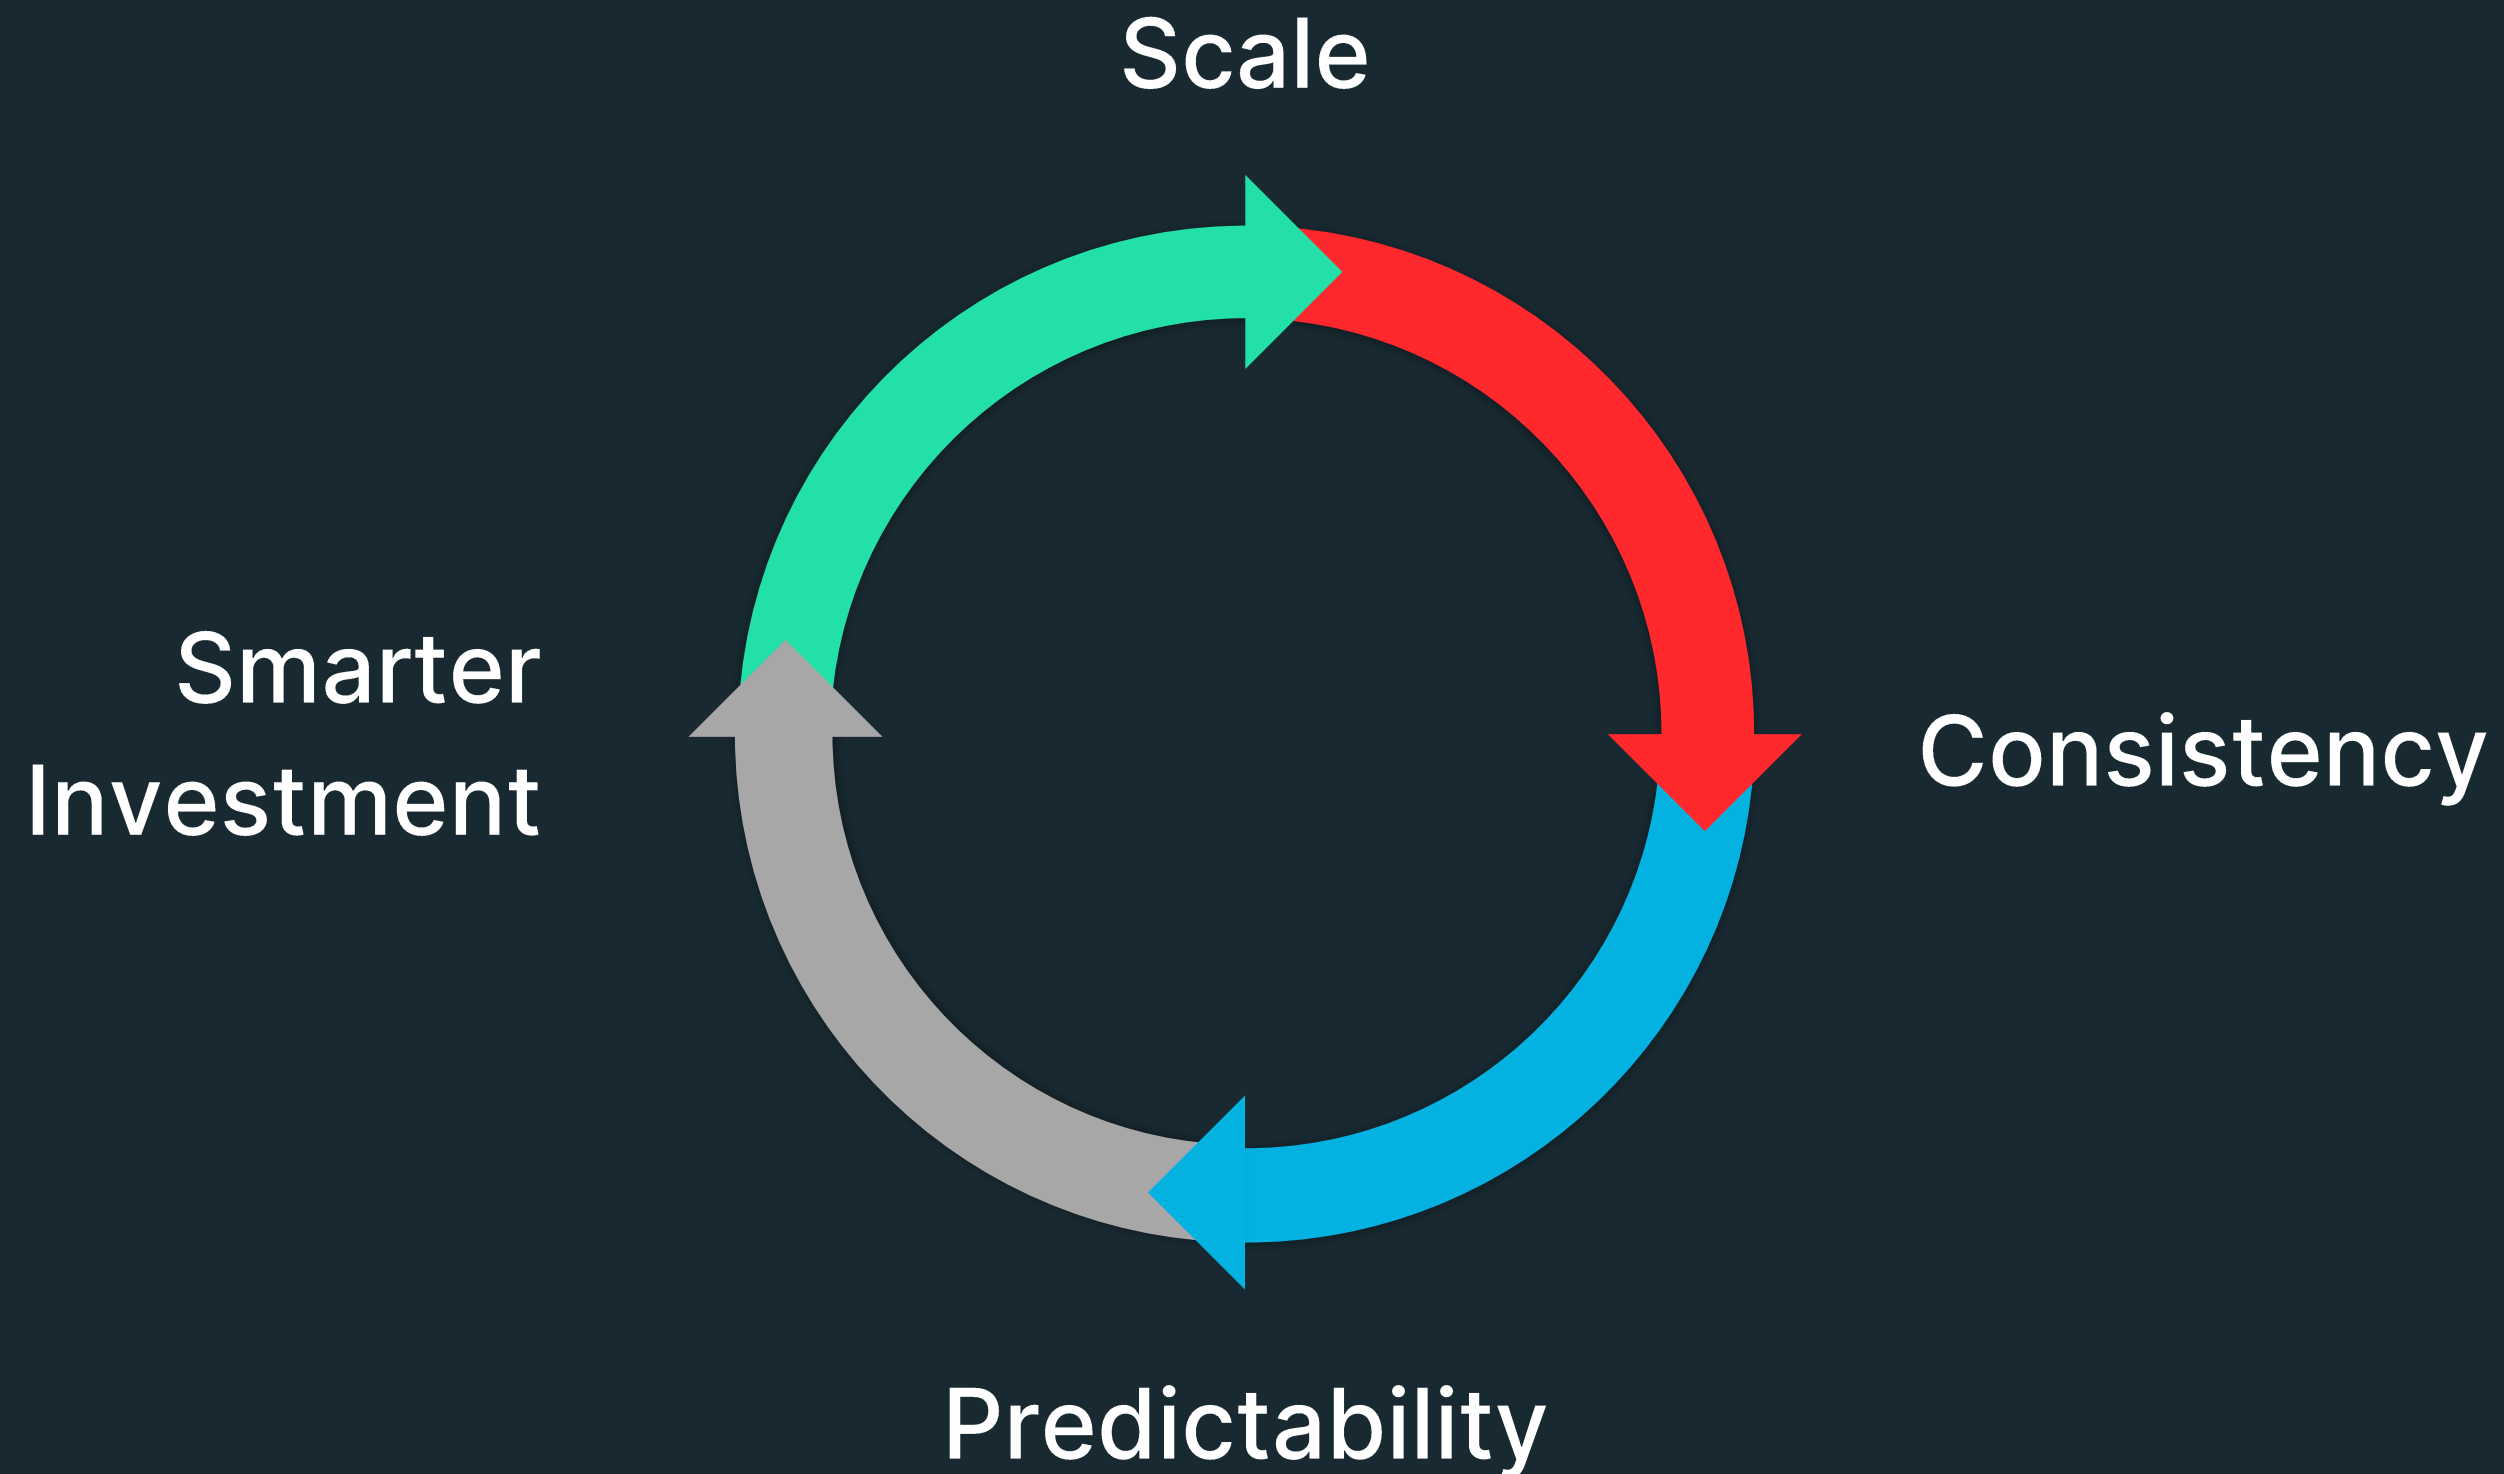 Scale
Smarter
Investment
Consistency
Predictability